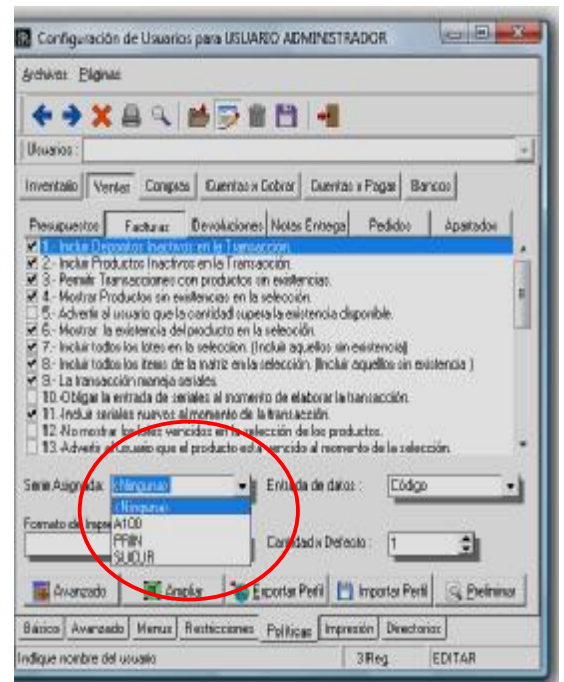 Configuración de Usuarios para USUARIO ADMINISTRADOR
Archivos Páginas
Usuarios :
Inventario Ventas Compras Cuentas x Cobrar Cuentas x Pagar Bancos
Presupuestos Facturas Devoluciones Notas Entrega Pedidos Apartados
1.- Incluir Depositos Inactivos en la Transacción.
2.- Incluir Productos Inactivos en la Transacción.
3.- Permitir Transacciones con productos sin existencias.
4.- Mostrar Productos sin existencias en la selección.
5.- Advertir al usuario que la cantidad supera la existencia disponible.
6.- Mostrar la existencia del producto en la selección.
7.- Incluir todos los lotes en la seleccion. (Incluir aquellos sin existencia)
8.- Incluir todos los items de la matriz en la selección. (Incluir aquellos sin existencia )
9.- La transacción maneja seriales.
10.-Obligar la entrada de seriales al momento de elaborar la transacción.
11.-Incluir seriales nuevos al momento de la transacción.
12.-No mostrar los lotes vencidos en la selección de los productos.
13.-Advertir al usuario que el producto esta vencido al momento de la selección.
Serie Asignada: (Ninguna) Entrada de datos : Código
(Ninguna)
Formato de Impre A100
PRIN Cantidad x Defecto : 1
SUCUR
Avanzado Ampliar Exportar Perfil Importar Perfil Preliminar
Básico Avanzado Menus Restricciones Políticas Impresión Directorios
Indique nombre del usuario 3 Reg. EDITAR